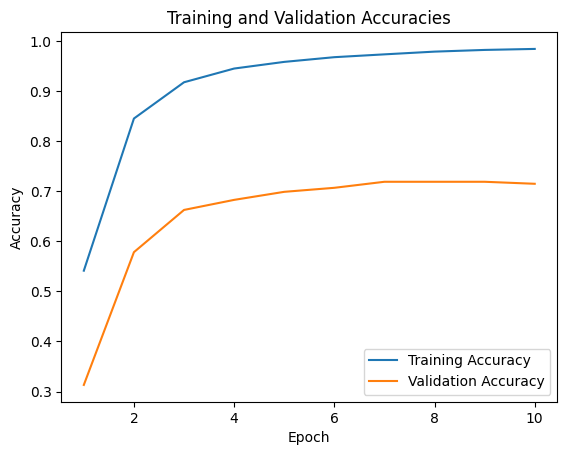 Training and Validation Accuracies
1.0
0.9
0.8
0.7
0.6
0.5
0.4
0.3
Accuracy
Training Accuracy
Validation Accuracy
2 4 6 8 10
Epoch